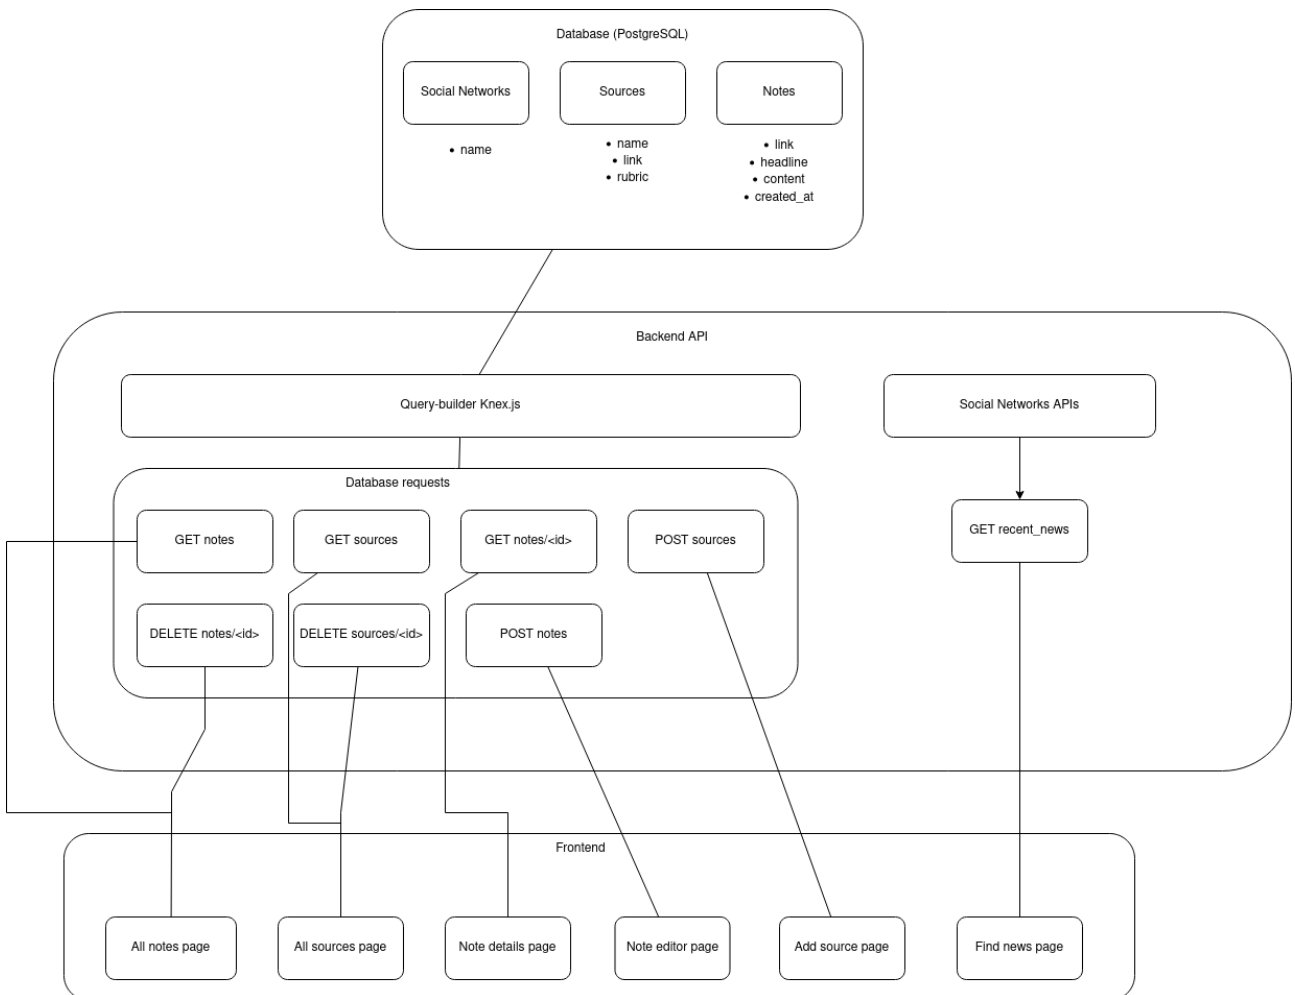 Database (PostgreSQL)
Social Networks
Sources
Notes
• name
• name
• link
• rubric
• link
• headline
• content
• created_at
Backend API
Query-builder Knex.js
Social Networks APIs
Database requests
GET notes
GET sources
GET notes/<id>
POST sources
GET recent_news
DELETE notes/<id>
DELETE sources/<id>
POST notes
Frontend
All notes page
All sources page
Note details page
Note editor page
Add source page
Find news page